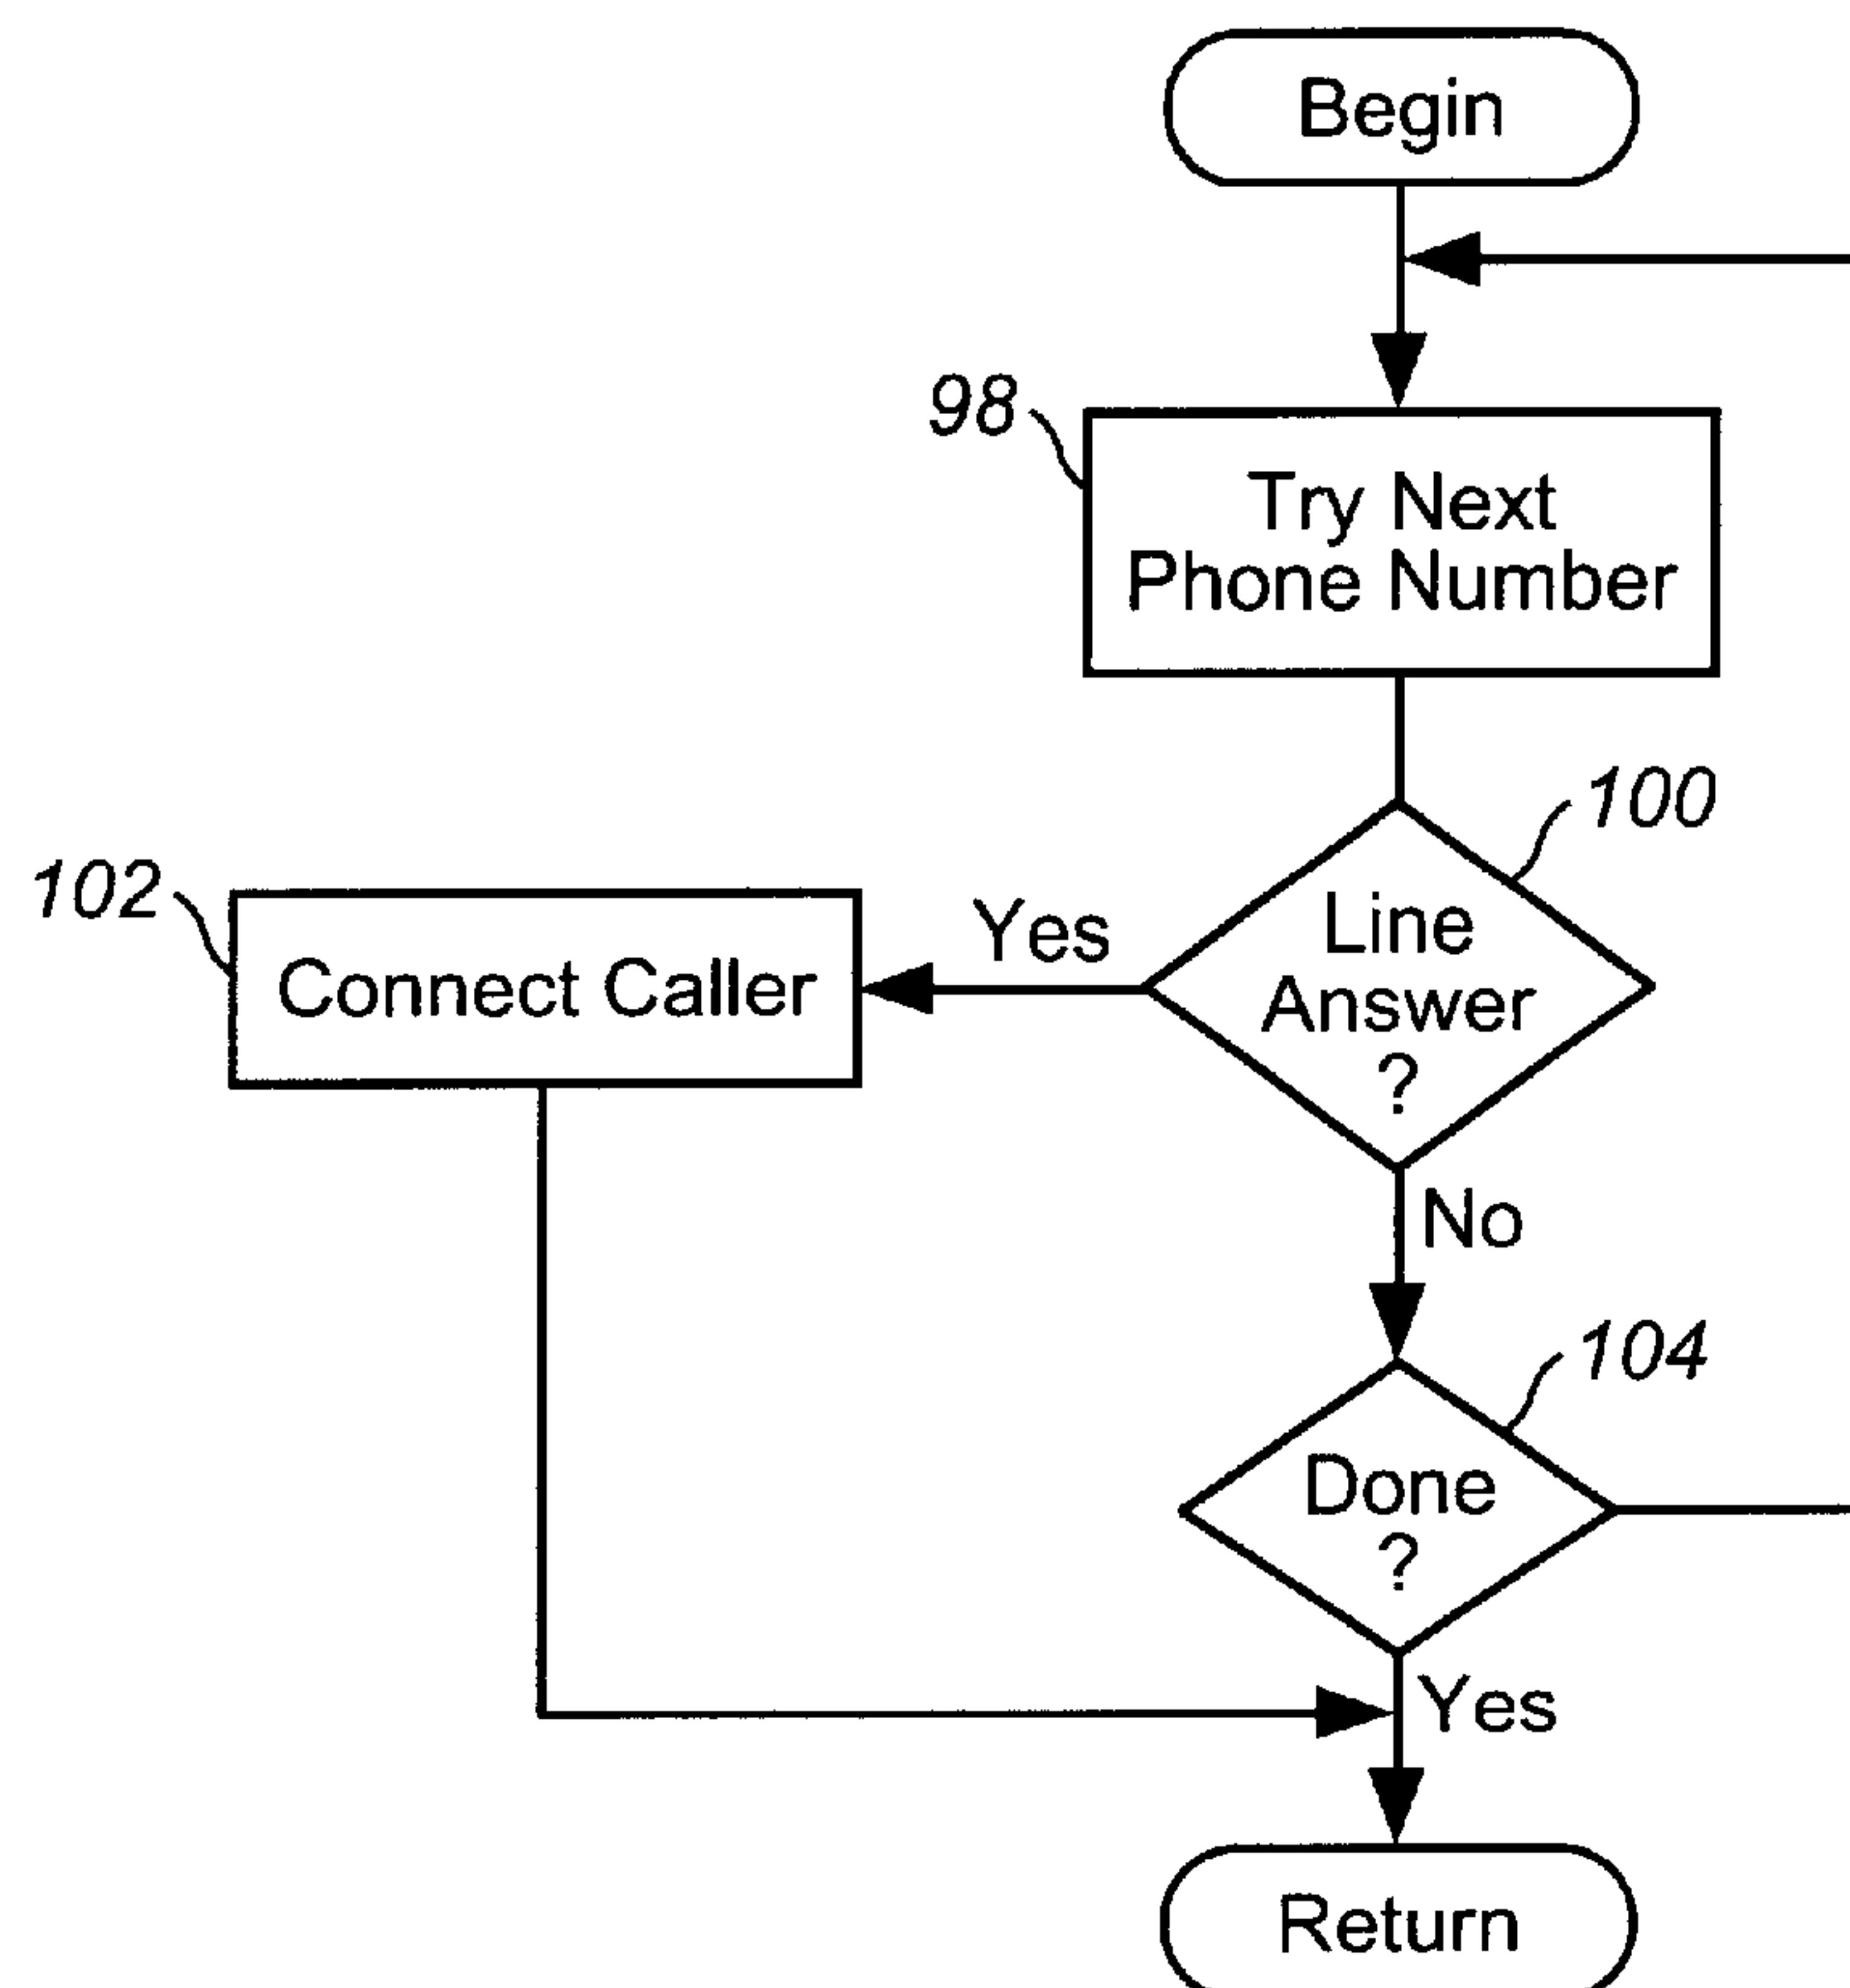 Begin
98
Try Next
Phone Number
100
Line
Answer
?
Yes
102
Connect Caller
No
104
Done
?
Yes
Return